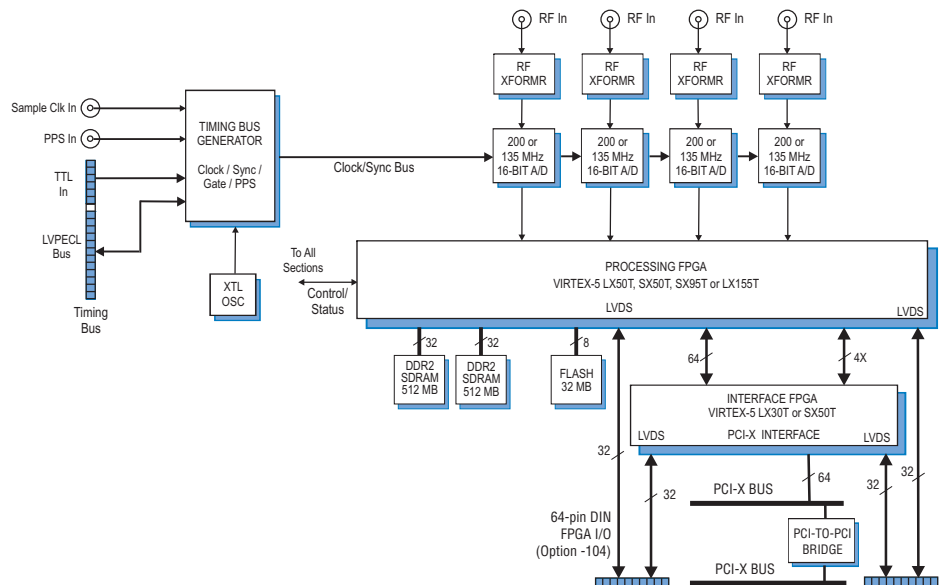 RF In
RF In
RF In
RF In
RF
XFORMR
RF
XFORMR
RF
XFORMR
RF
XFORMR
Sample Clk In
PPS In
TTL
In
LVPECL
Bus
Timing
Bus
TIMING BUS
GENERATOR
Clock / Sync /
Gate / PPS
XTL
OSC
Clock/Sync Bus
200 or
135 MHz
16-BIT A/D
200 or
135 MHz
16-BIT A/D
200 or
135 MHz
16-BIT A/D
200 or
135 MHz
16-BIT A/D
To All
Sections
Control/
Status
PROCESSING FPGA
VIRTEX-5 LX50T, SX50T, SX95T or LX155T
LVDS
LVDS
32
32
8
64
4X
DDR2
SDRAM
512 MB
DDR2
SDRAM
512 MB
FLASH
32 MB
INTERFACE FPGA
VIRTEX-5 LX30T or SX50T
LVDS
PCI-X INTERFACE
LVDS
32
32
64
32
32
PCI-X BUS
64-pin DIN
FPGA I/O
(Option -104)
PCI-TO-PCI
BRIDGE
PCI-X BUS